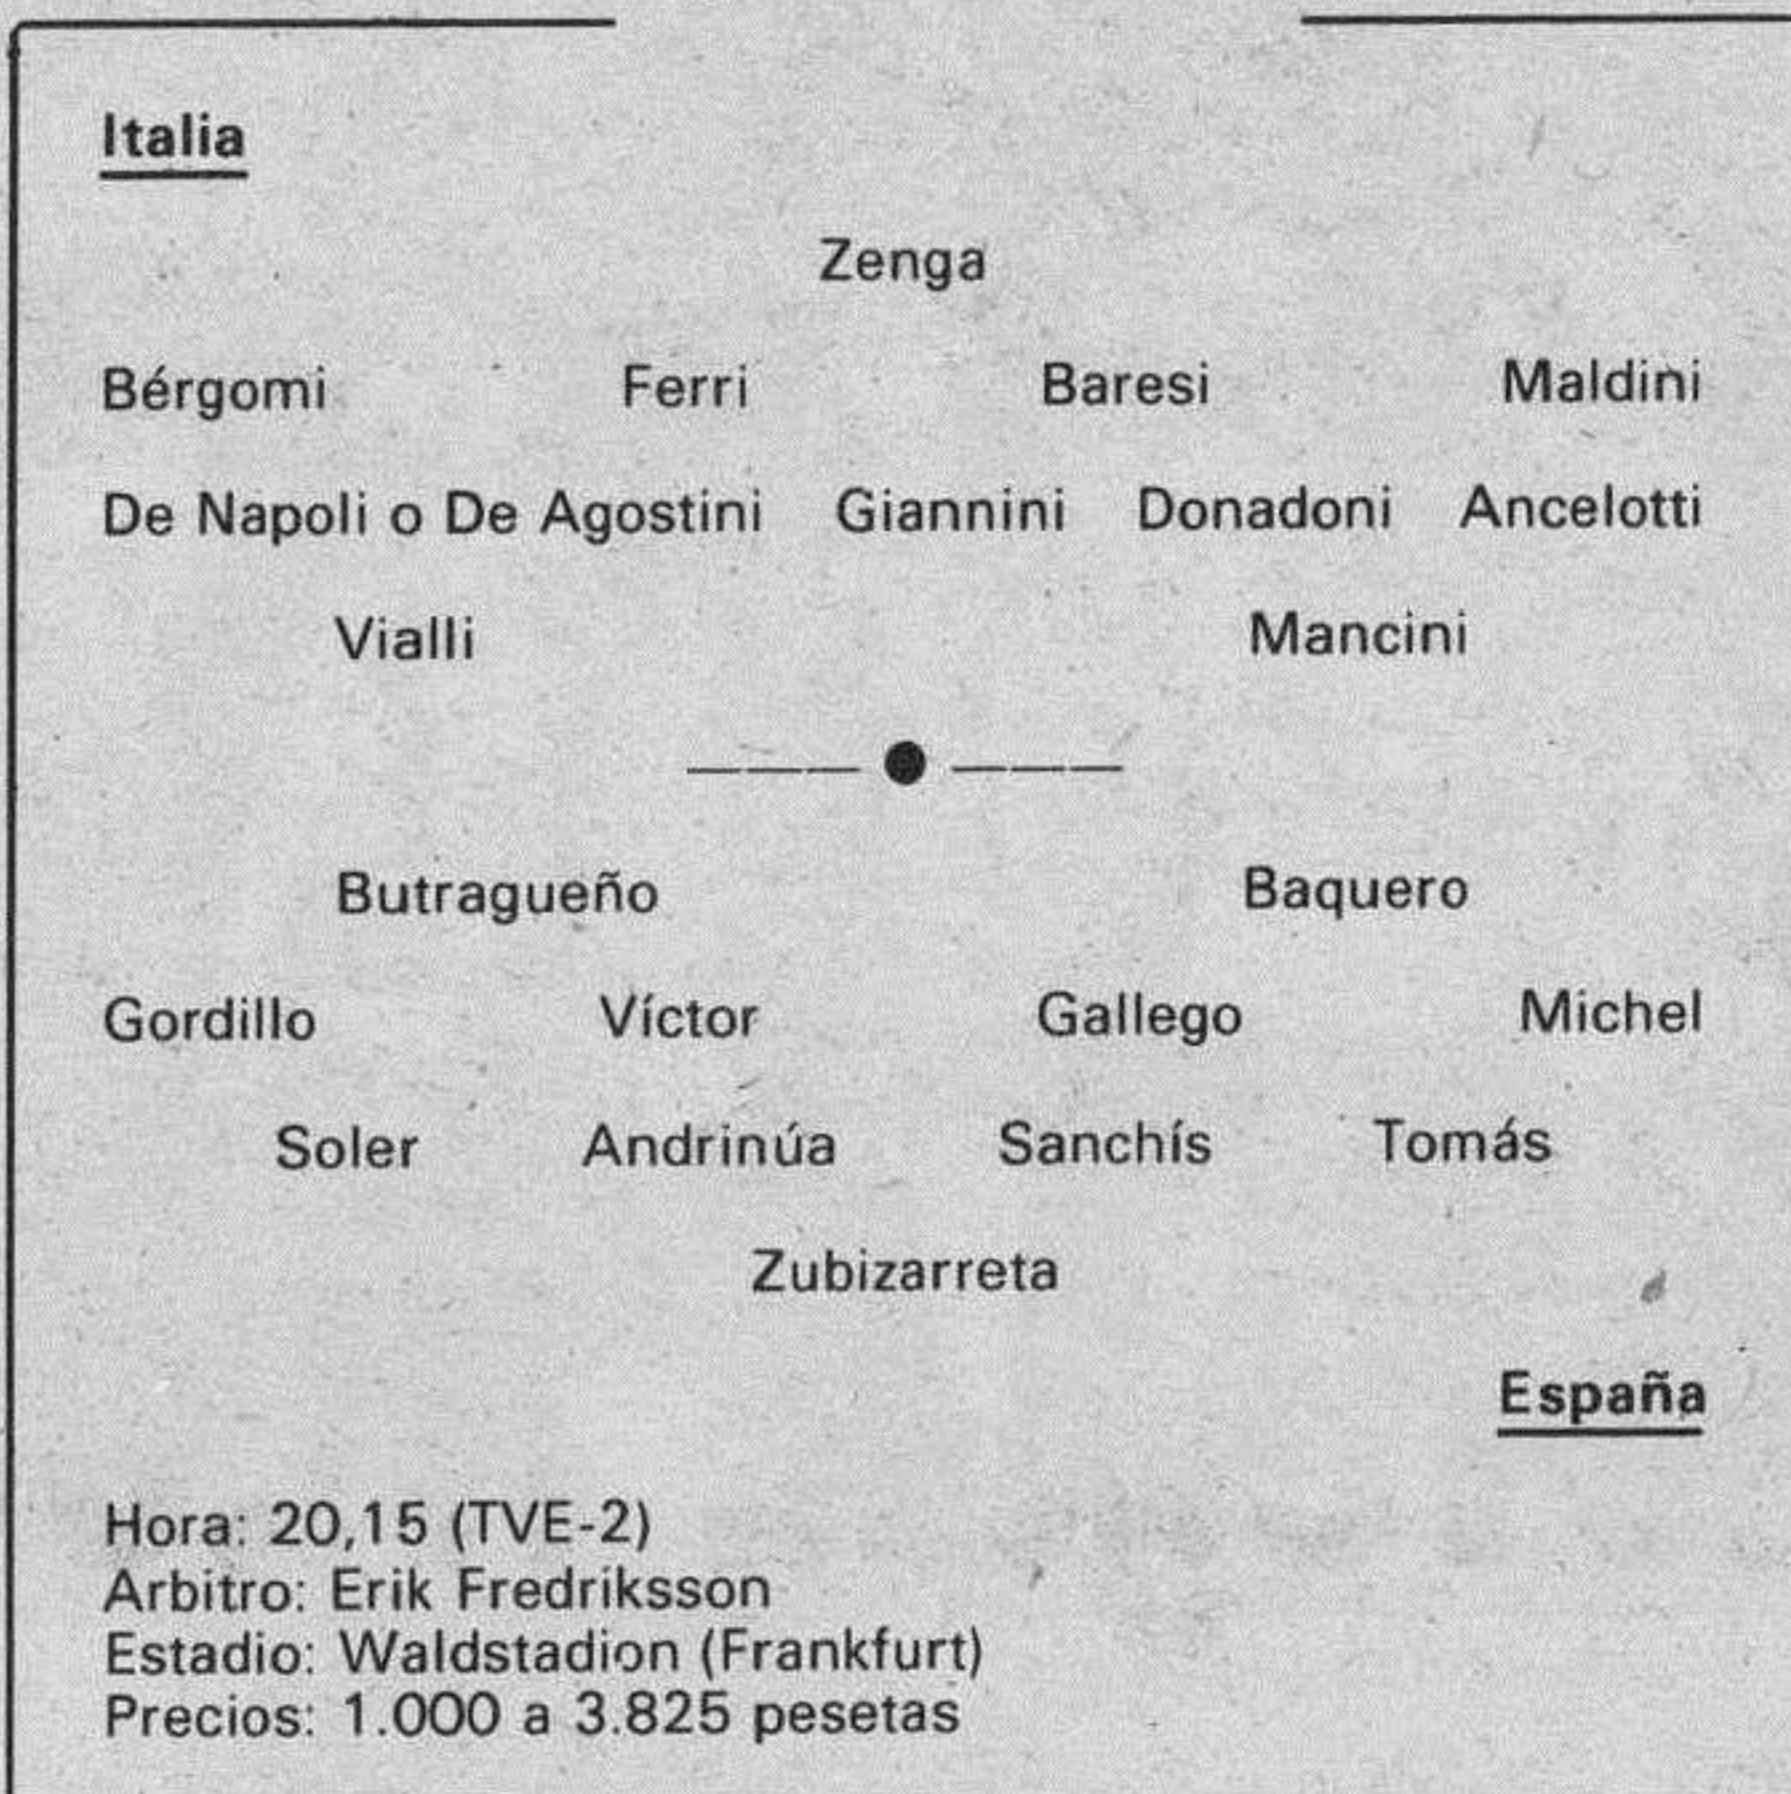 Italia
Zenga
Bérgomi Ferri Baresi Maldini
De Napoli o De Agostini Giannini Donadoni Ancelotti
Vialli Mancini
Butragueño Baquero
Gordillo Víctor Gallego Michel
Soler Andrinúa Sanchís Tomás
Zubizarreta
España
Hora: 20,15 (TVE-2)
Arbitro: Erik Fredriksson
Estadio: Waldstadion (Frankfurt)
Precios: 1.000 a 3.825 pesetas